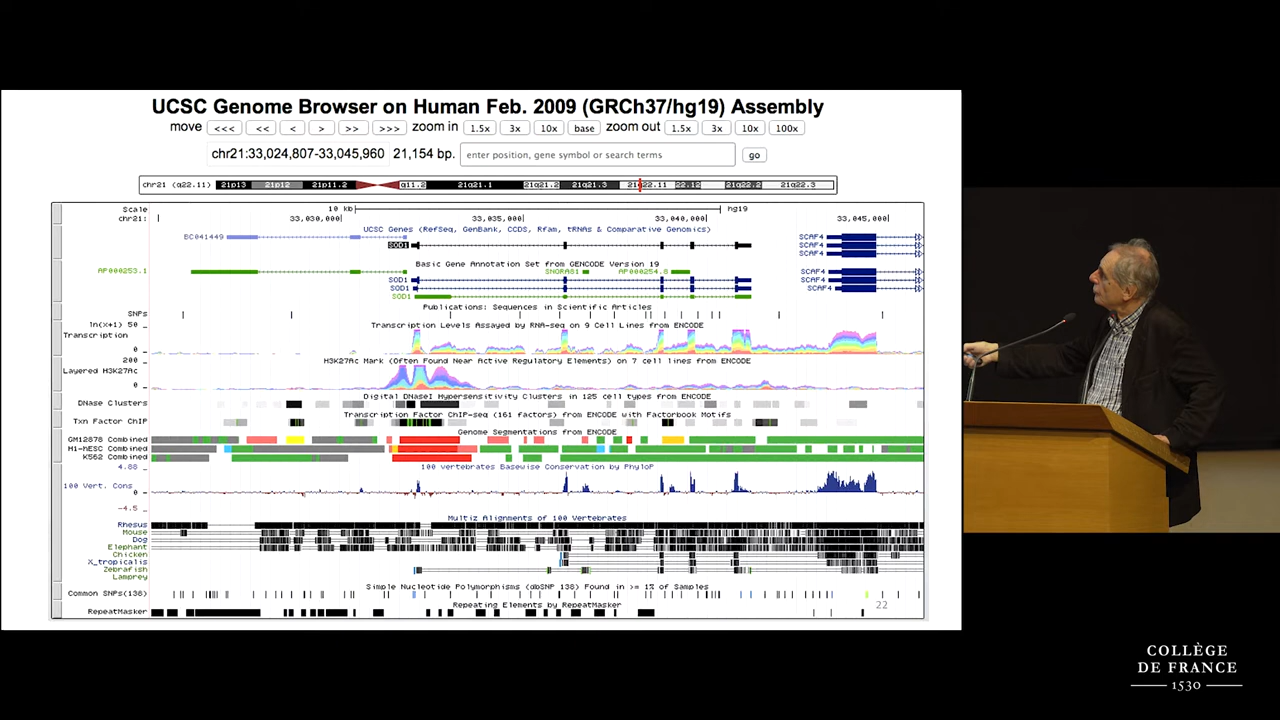 UCSC Genome Browser on Human Feb. 2009 (GRCh37/hg19) Assembly
move <<< << < > >> >>> zoom in 1.5x 3x 10x base zoom out 1.5x 3x 10x 100x
chr21:33,024,807-33,045,960 21,154 bp. enter position, gene symbol or search terms go
chr21 (q22.11) 21p13 21p12 21p11.2 q11.2 21q21.1 21q21.2 21q21.3 21q22.11 22.12 21q22.2 21q22.3
Scale 10 kb hg19
chr21: 33,030,000 33,035,000 33,040,000 33,045,000
UCSC Genes (RefSeq, GenBank, CCDS, Rfam, tRNAs & Comparative Genomics)
BC041449 SCAF4
SOD1 SCAF4
SCAF4
Basic Gene Annotation Set from GENCODE Version 19
AP000253.1 SNORA81 AP000254.8 SCAF4
SOD1 SCAF4
SOD1 SCAF4
SOD1
Publications: Sequences in Scientific Articles
SNPs
Transcription Levels Assayed by RNA-seq on 9 Cell Lines from ENCODE
ln(x+1) 50
Transcription
0
H3K27Ac Mark (Often Found Near Active Regulatory Elements) on 7 cell lines from ENCODE
200
Layered H3K27Ac
0
Digital DNaseI Hypersensitivity Clusters in 125 cell types from ENCODE
DNase Clusters
Transcription Factor ChIP-seq (161 factors) from ENCODE with Factorbook Motifs
Txn Factor ChIP
Genome Segmentations from ENCODE
GM12878 Combined
H1-hESC Combined
K562 Combined
100 vertebrates Basewise Conservation by PhyloP
4.88
100 Vert. Cons
0
-4.5
Multiz Alignments of 100 Vertebrates
Rhesus
Mouse
Dog
Elephant
Chicken
X_tropicalis
Zebrafish
Lamprey
Simple Nucleotide Polymorphisms (dbSNP 138) Found in >= 1% of Samples
Common SNPs(138)
Repeating Elements by RepeatMasker
22
RepeatMasker
COLLÈGE
DE FRANCE
1530